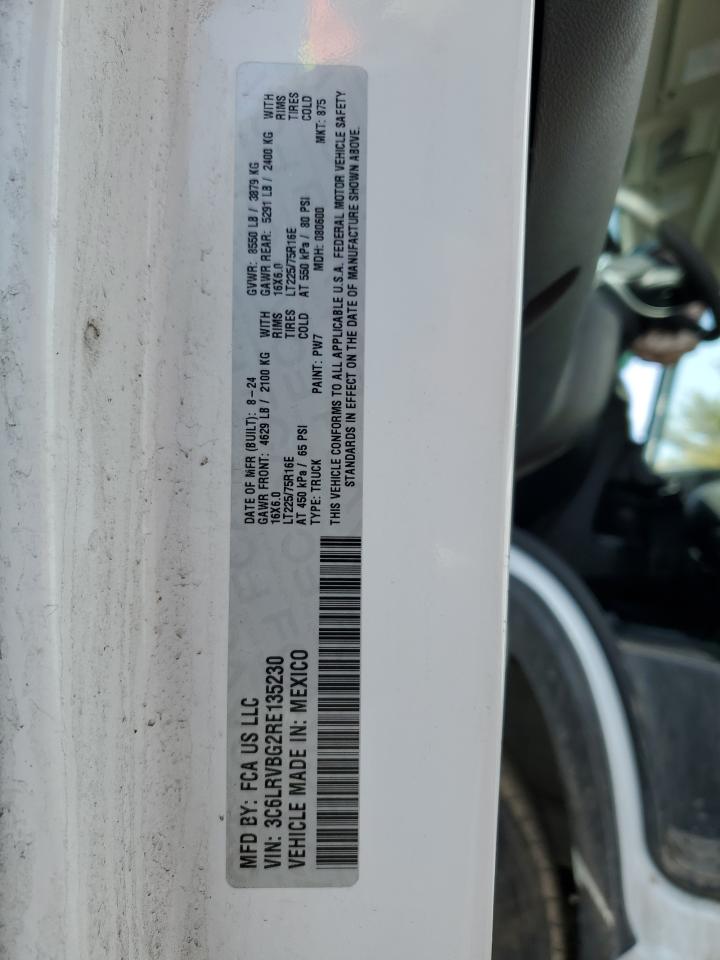 MFD BY: FCA US LLC
VIN: 3C6LRVBG2RE135230
VEHICLE MADE IN: MEXICO
DATE OF MFR (BUILT): 8-24 GVWR: 8550 LB / 3879 KG
GAWR FRONT: 4629 LB / 2100 KG WITH GAWR REAR: 5291 LB / 2400 KG WITH
16X6.0 RIMS 16X6.0 RIMS
LT225/75R16E TIRES LT225/75R16E TIRES
AT 450 kPa / 65 PSI COLD AT 550 kPa / 80 PSI COLD
TYPE: TRUCK PAINT: PW7 MDH: 080600 MKT: 875
THIS VEHICLE CONFORMS TO ALL APPLICABLE U.S.A. FEDERAL MOTOR VEHICLE SAFETY
STANDARDS IN EFFECT ON THE DATE OF MANUFACTURE SHOWN ABOVE.